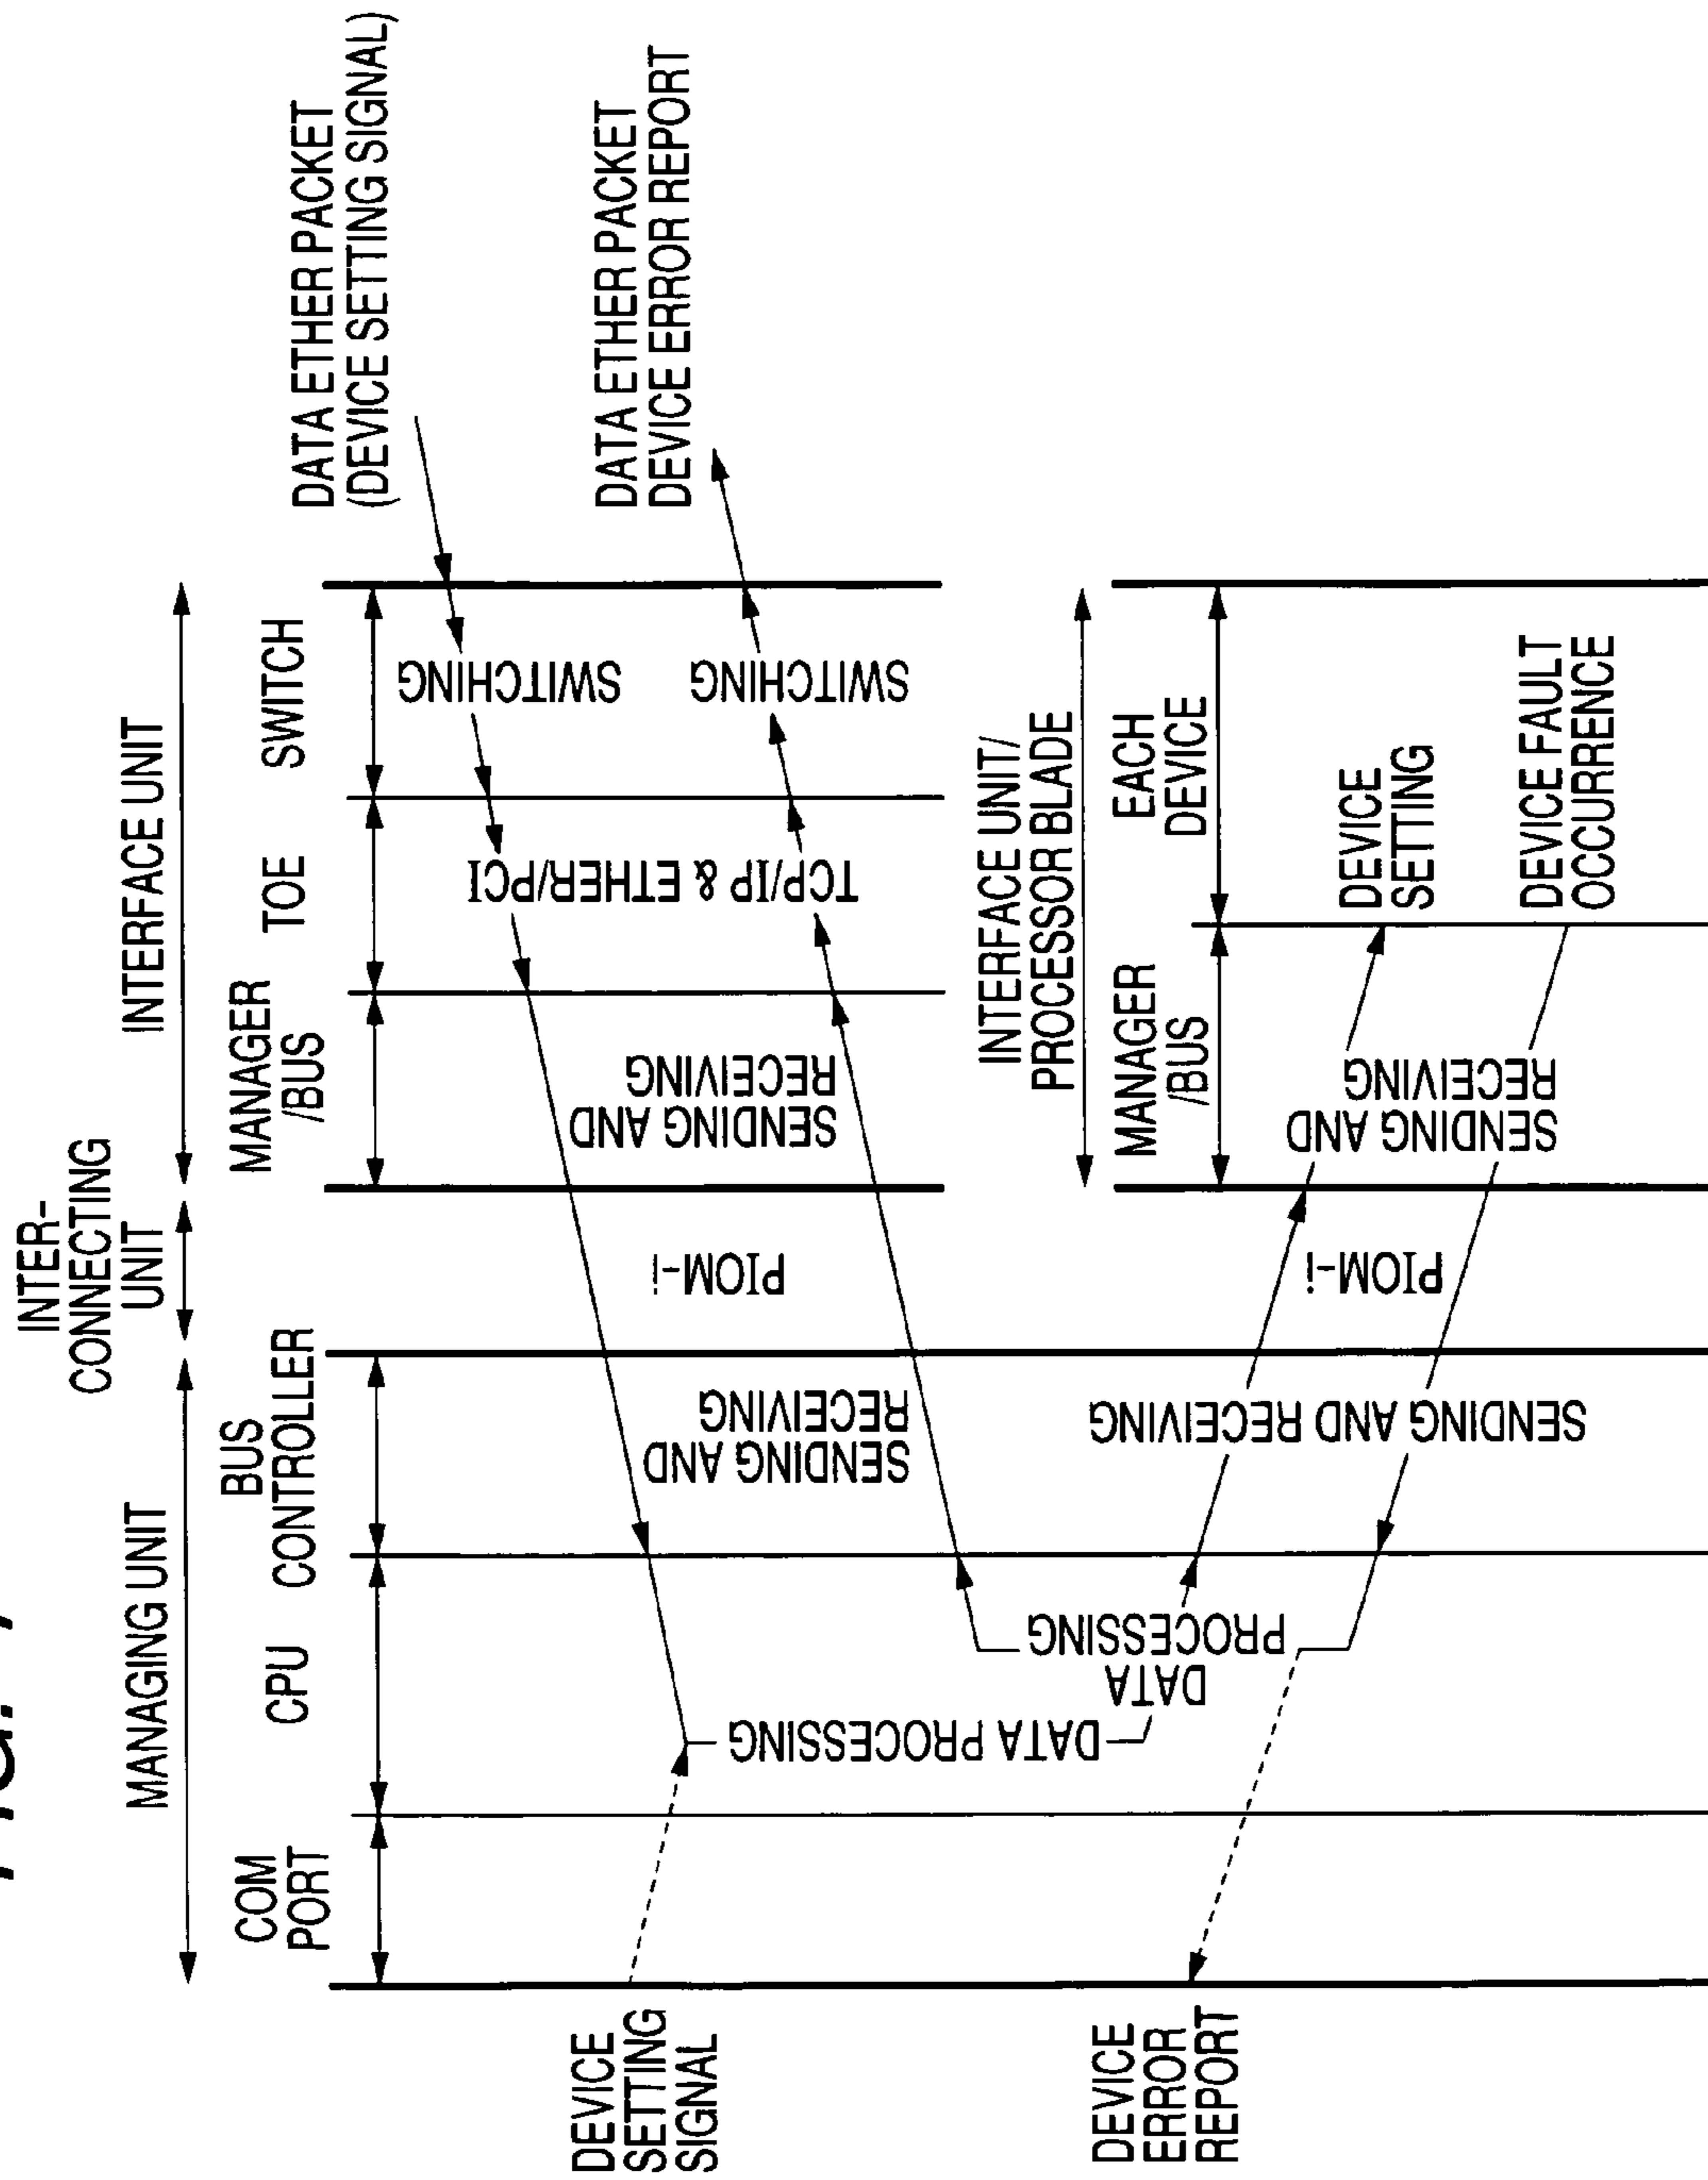 MANAGING UNIT
INTER-
CONNECTING
UNIT
INTERFACE UNIT
COM
PORT
CPU
BUS
CONTROLLER
MANAGER
/BUS
TOE
SWITCH
DATA ETHER PACKET
(DEVICE SETTING SIGNAL)
SWITCHING
TCP/IP & ETHER/PCI
SENDING AND
RECEIVING
PIOM-i
SENDING AND
RECEIVING
DATA PROCESSING
DEVICE
SETTING
SIGNAL
DATA ETHER PACKET
DEVICE ERROR REPORT
SWITCHING
DATA
PROCESSING
INTERFACE UNIT/
PROCESSOR BLADE
MANAGER
/BUS
EACH
DEVICE
SENDING AND RECEIVING
PIOM-i
SENDING AND
RECEIVING
DEVICE
SETTING
DEVICE FAULT
OCCURRENCE
DEVICE
ERROR
REPORT